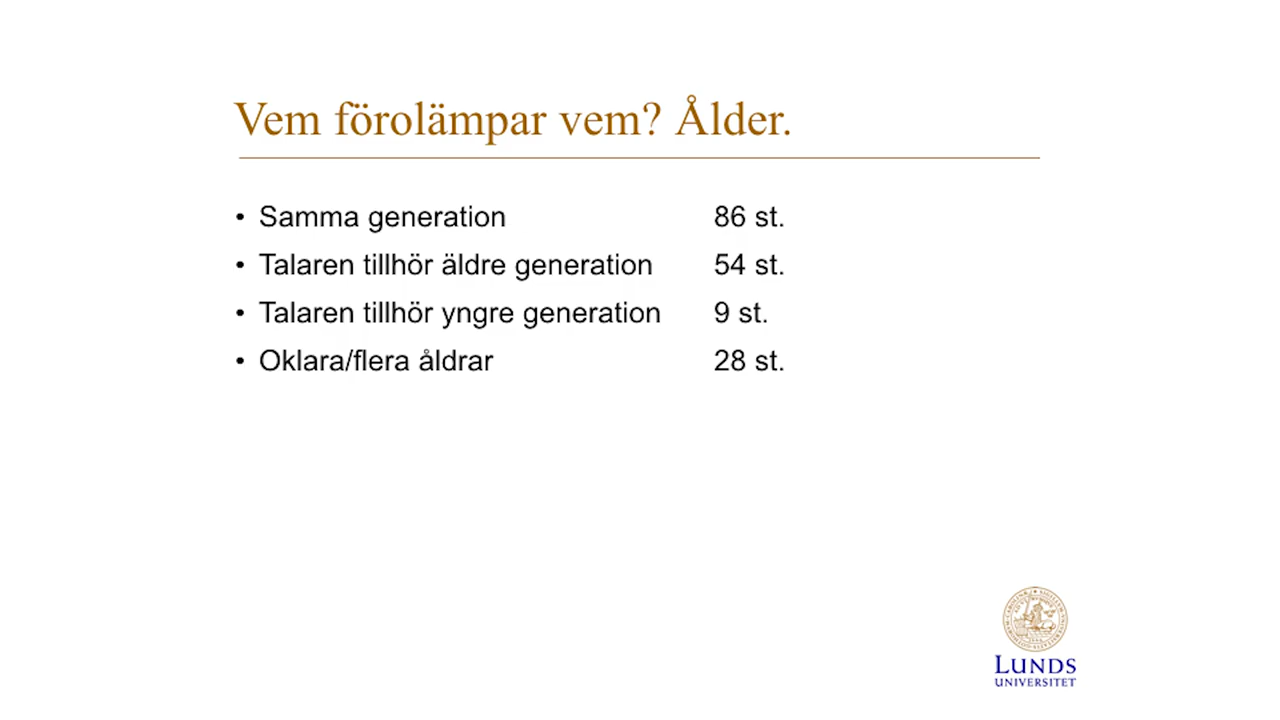 Vem förolämpar vem? Ålder.
• Samma generation 86 st.
• Talaren tillhör äldre generation 54 st.
• Talaren tillhör yngre generation 9 st.
• Oklara/flera åldrar 28 st.
LUNDS
UNIVERSITET